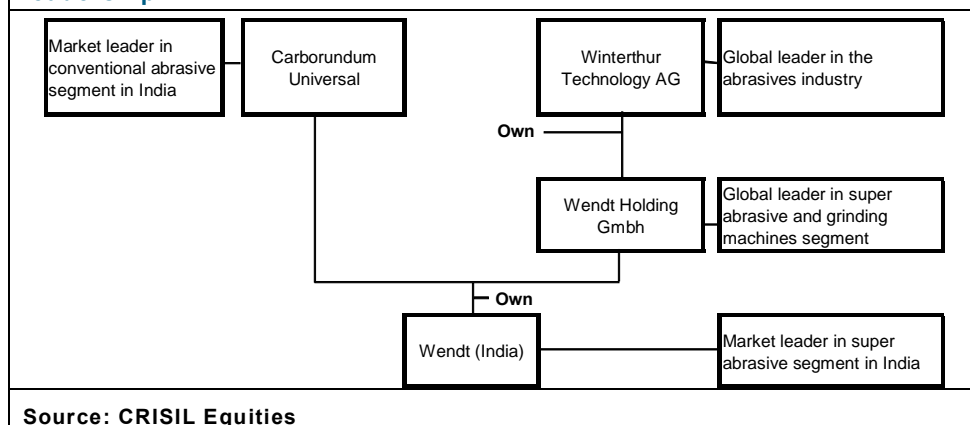 Market leader in
conventional abrasive
segment in India
Carborundum
Universal
Winterthur
Technology AG
Global leader in the
abrasives industry
Own
Wendt Holding
Gmbh
Global leader in super
abrasive and grinding
machines segment
Own
Wendt (India)
Market leader in super
abrasive segment in India
Source: CRISIL Equities